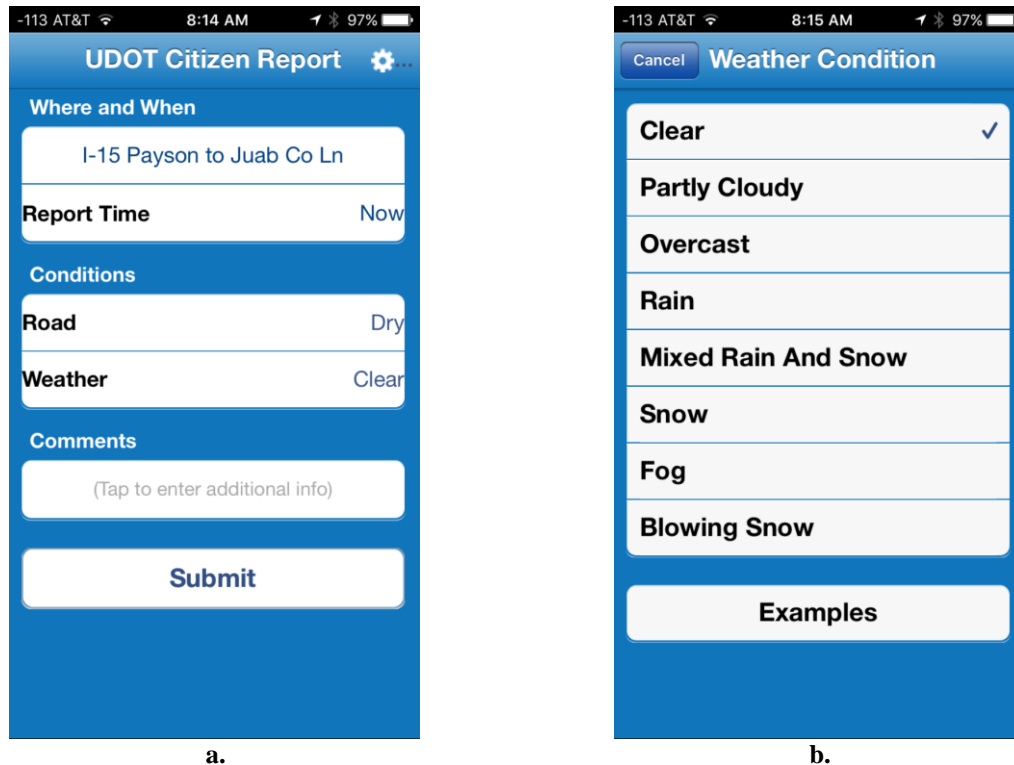 -113 AT&T 8:14 AM 97%
UDOT Citizen Report ...
Where and When
I-15 Payson to Juab Co Ln
Report Time Now
Conditions
Road Dry
Weather Clear
Comments
(Tap to enter additional info)
Submit
a.
-113 AT&T 8:15 AM 97%
Cancel Weather Condition
Clear
Partly Cloudy
Overcast
Rain
Mixed Rain And Snow
Snow
Fog
Blowing Snow
Examples
b.